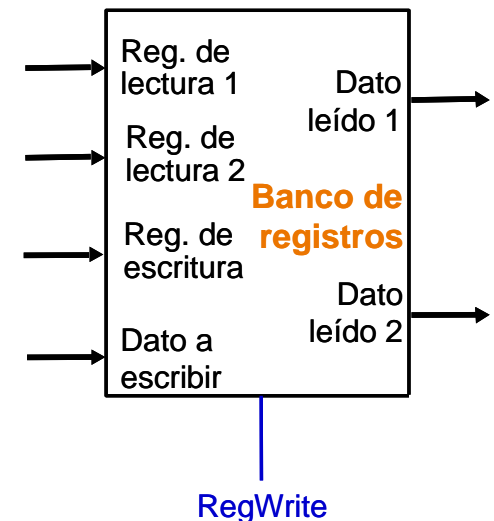 Reg. de
lectura 1
Dato
leído 1
Reg. de
lectura 2
Banco de
registros
Reg. de
escritura
Dato
leído 2
Dato a
escribir
RegWrite